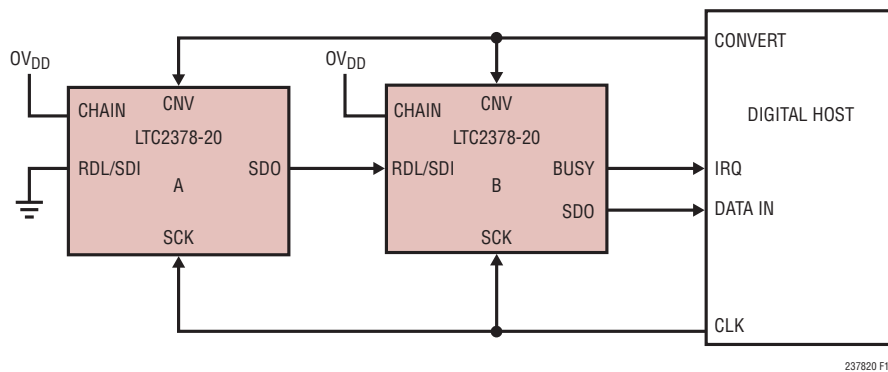 CONVERT
OVDD
OVDD
CHAIN
CNV
LTC2378-20
RDL/SDI
SDO
A
SCK
CHAIN
CNV
LTC2378-20
RDL/SDI
BUSY
B
SDO
SCK
DIGITAL HOST
IRQ
DATA IN
CLK
237820 F1